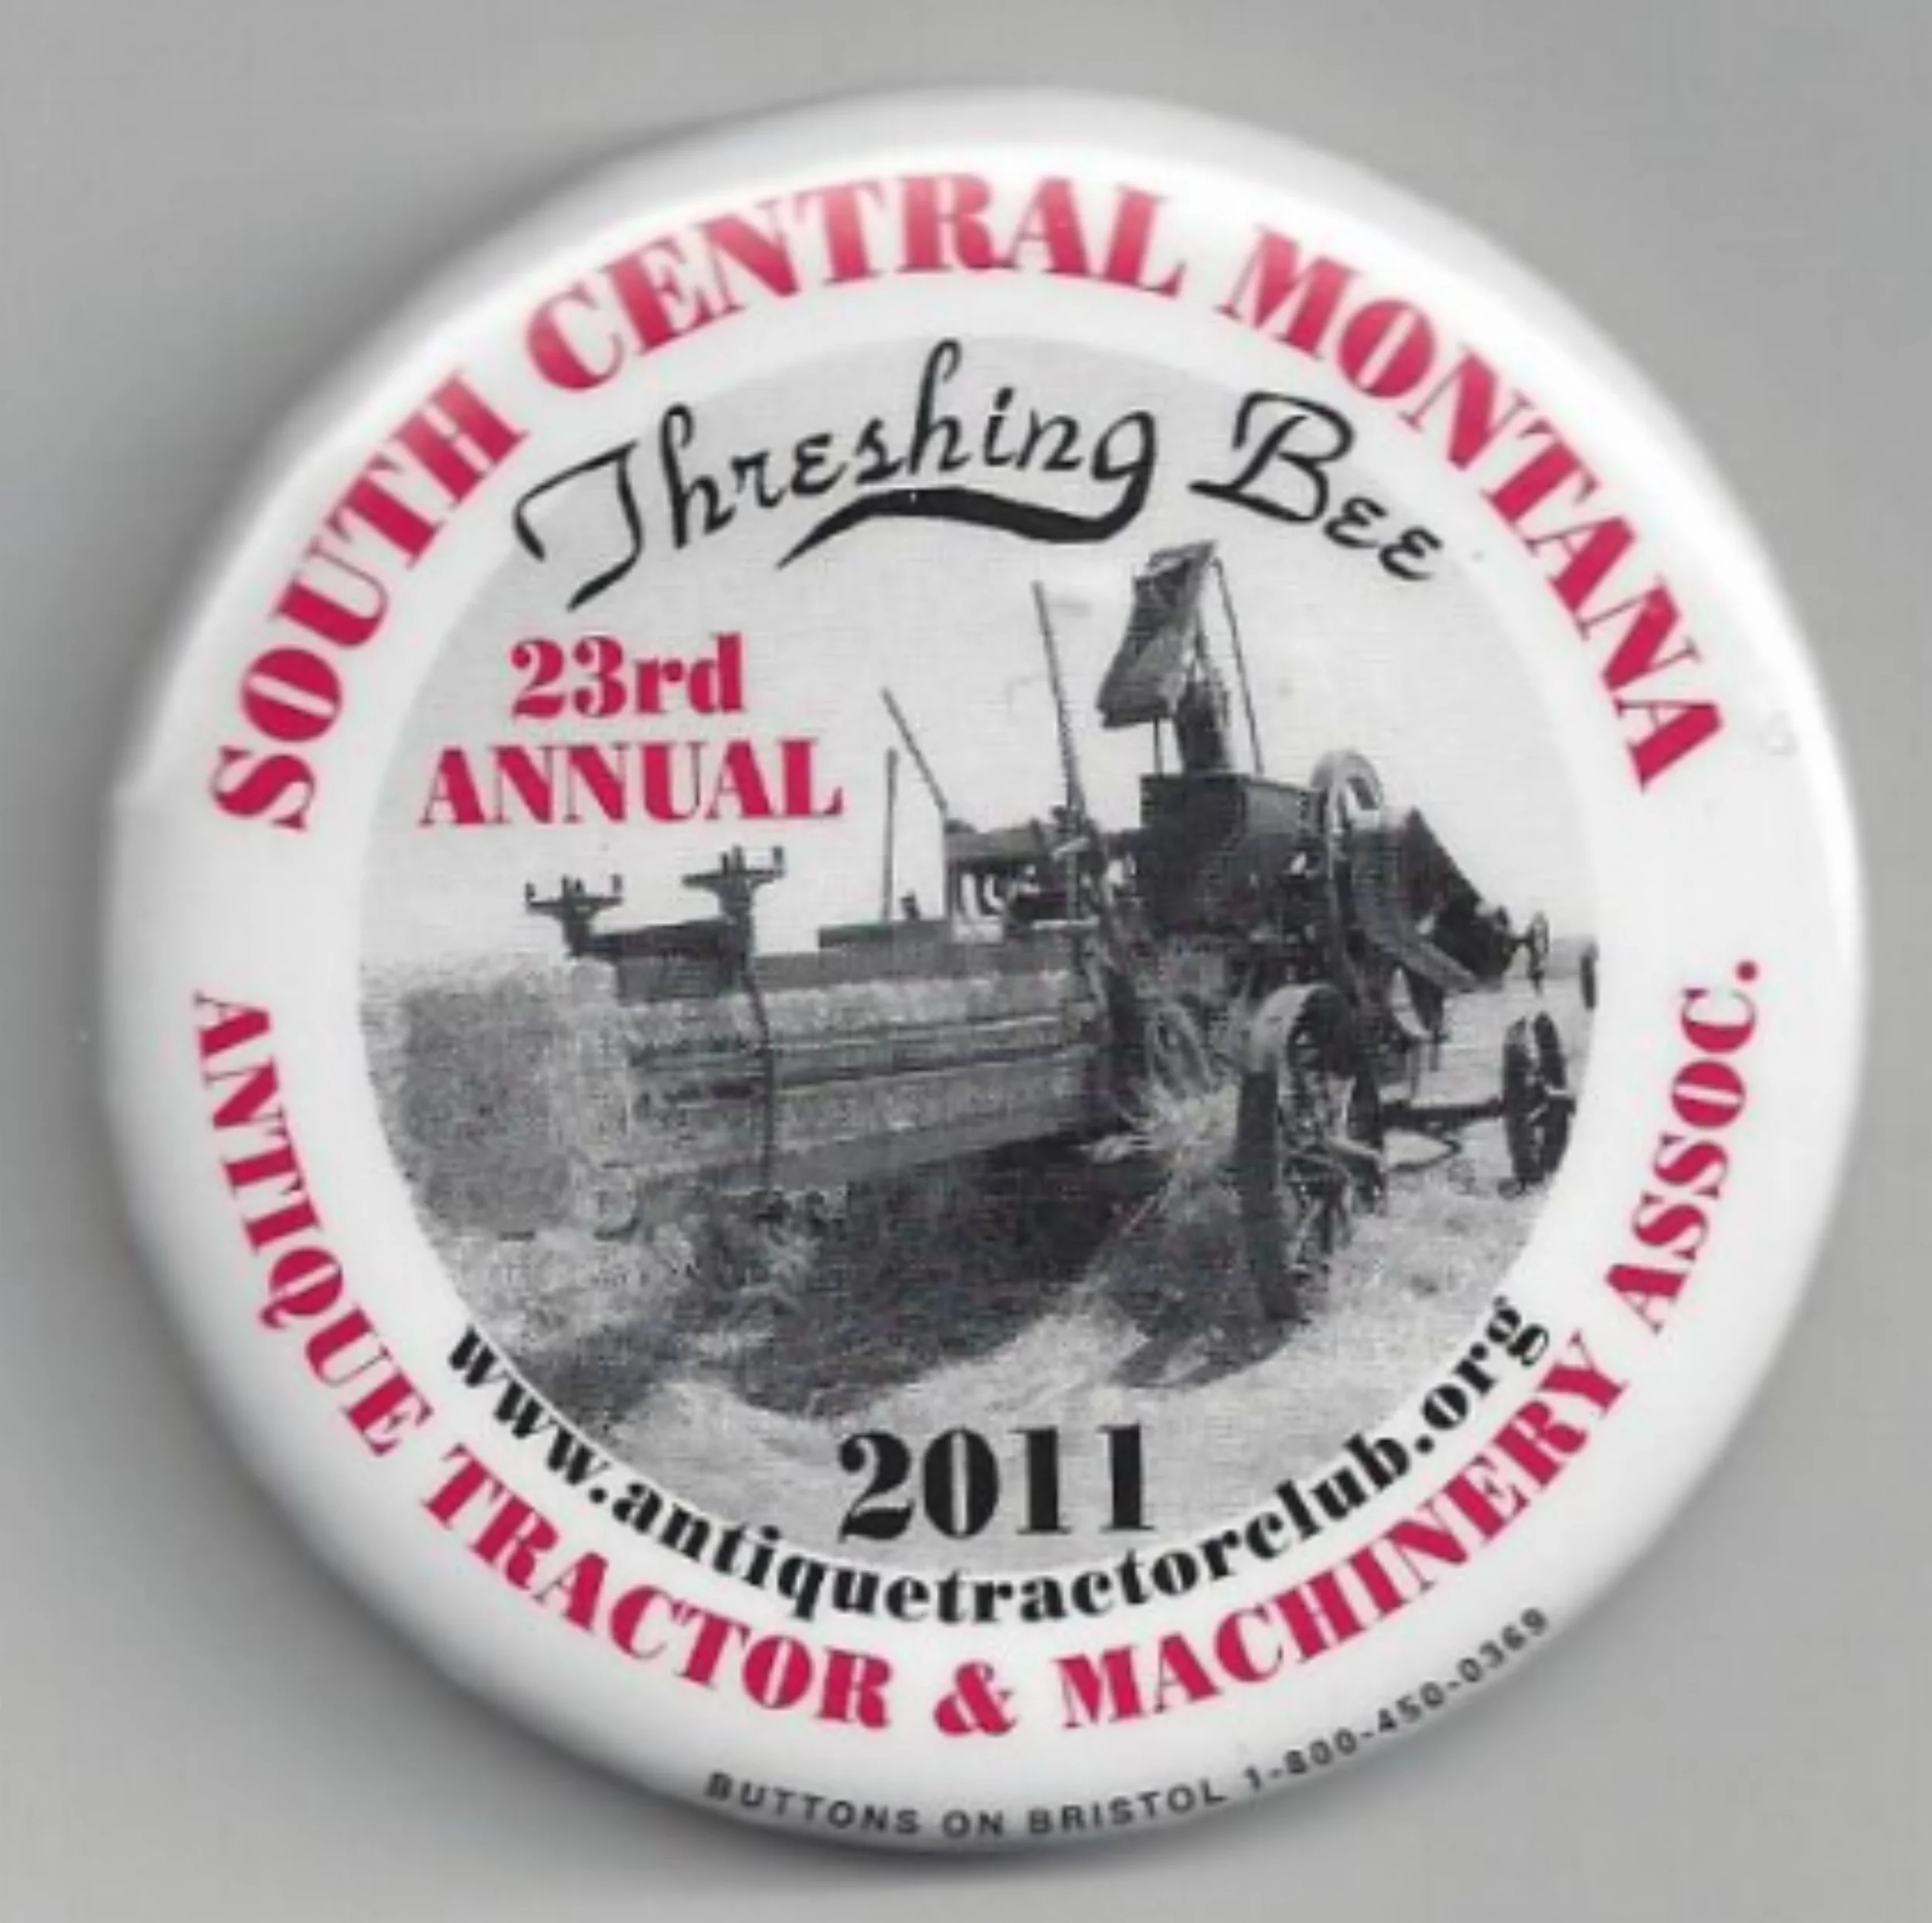 SOUTH CENTRAL MONTANA
Threshing Bee
23rd
ANNUAL
2011
www.antiquetractorclub.org
ANTIQUE TRACTOR & MACHINERY ASSOC.
BUTTONS ON BRISTOL 1-800-450-0369